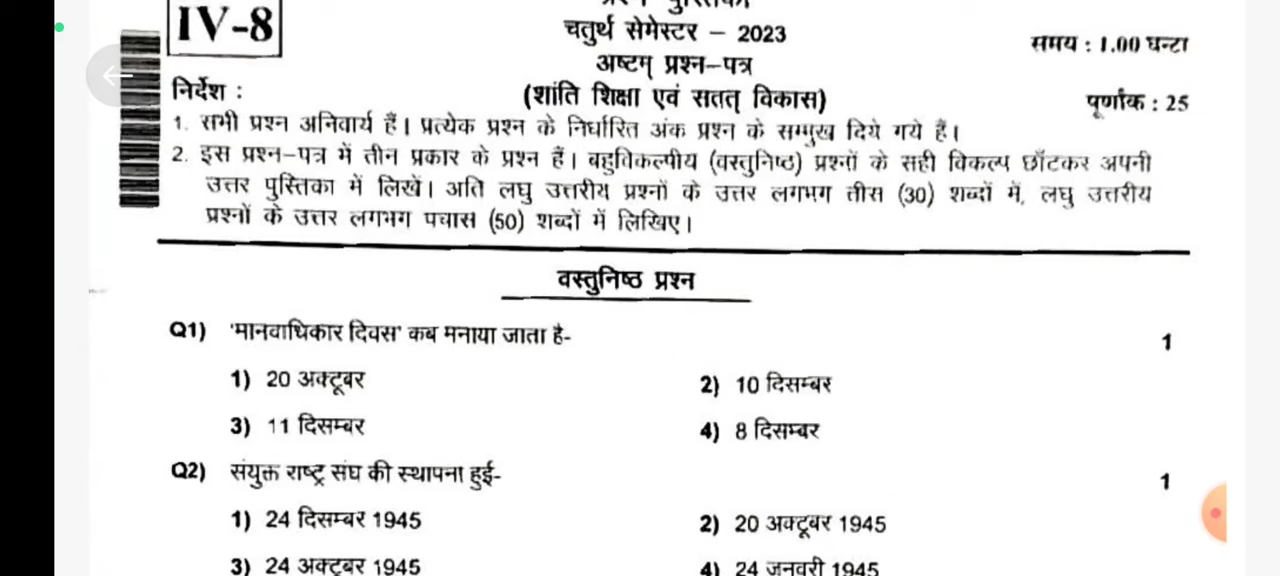 IV-8
चतुर्थ सेमेस्टर – 2023
समय : 1.00 घन्टा
अष्टम् प्रश्न–पत्र
निर्देश :
(शांति शिक्षा एवं सतत् विकास)
पूर्णांक : 25
1. सभी प्रश्न अनिवार्य हैं। प्रत्येक प्रश्न के निर्धारित अंक प्रश्न के सम्मुख दिये गये हैं।
2. इस प्रश्न–पत्र में तीन प्रकार के प्रश्न हैं। बहुविकल्पीय (वस्तुनिष्ठ) प्रश्नों के सही विकल्प छाँटकर अपनी
उत्तर पुस्तिका में लिखें। अति लघु उत्तरीय प्रश्नों के उत्तर लगभग तीस (30) शब्दों में, लघु उत्तरीय
प्रश्नों के उत्तर लगभग पचास (50) शब्दों में लिखिए।
वस्तुनिष्ठ प्रश्न
Q1) 'मानवाधिकार दिवस' कब मनाया जाता है- 1
1) 20 अक्टूबर 2) 10 दिसम्बर
3) 11 दिसम्बर 4) 8 दिसम्बर
Q2) संयुक्त राष्ट्र संघ की स्थापना हुई- 1
1) 24 दिसम्बर 1945 2) 20 अक्टूबर 1945
3) 24 अक्टूबर 1945 4) 24 जनवरी 1945